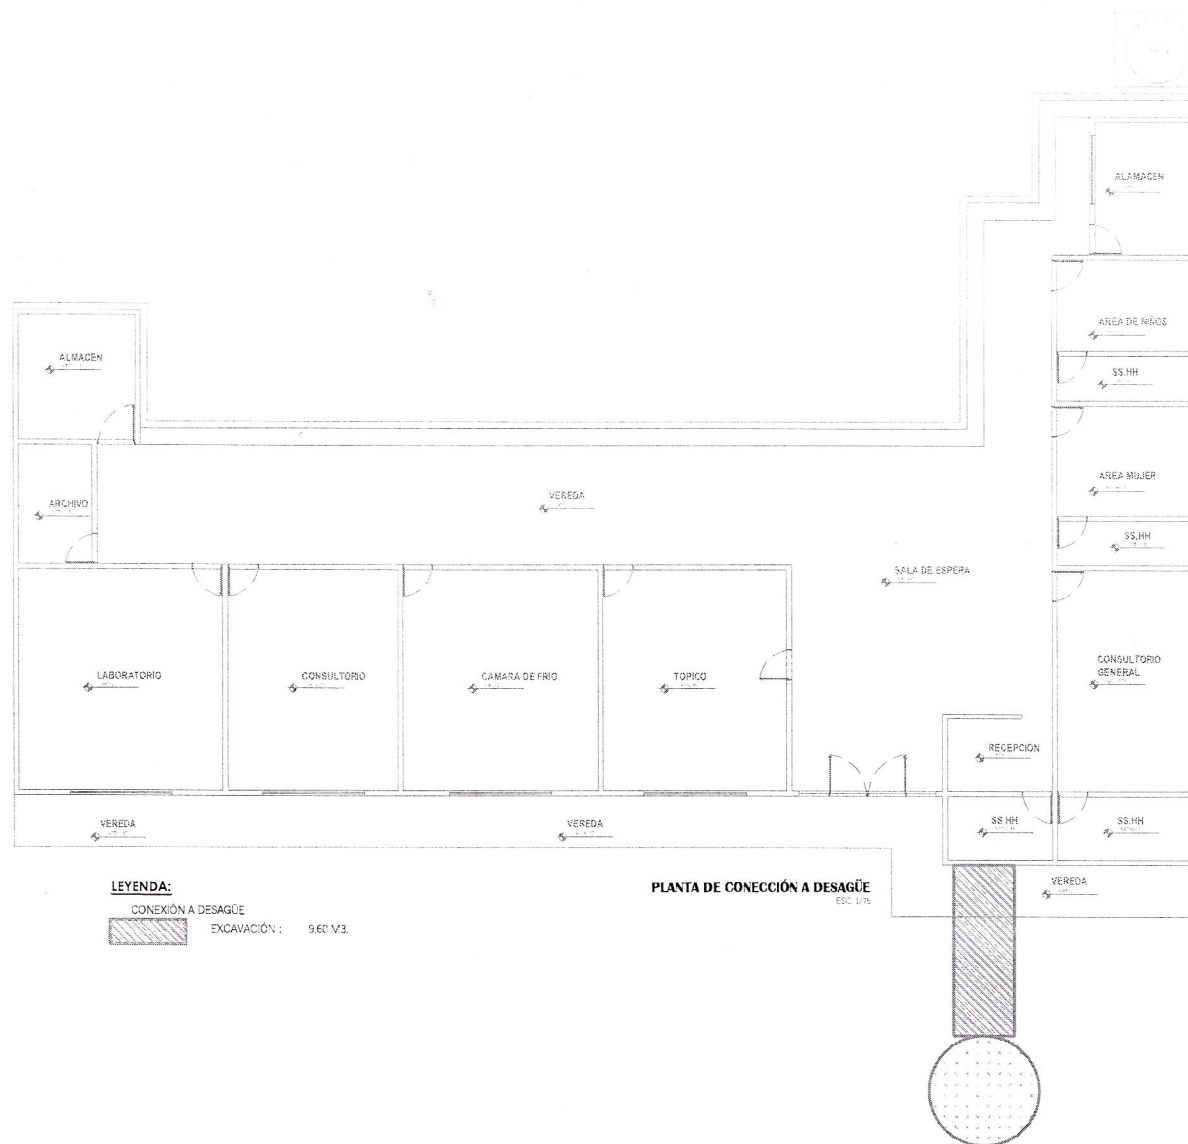 ALAMACEN
AREA DE NIÑOS
ALMACEN
SS.HH
AREA MUJER
ARCHIVO
VEREDA
SS.HH
SALA DE ESPERA
LABORATORIO
CONSULTORIO
CAMARA DE FRIO
TOPICO
CONSULTORIO
GENERAL
RECEPCIÓN
VEREDA
VEREDA
SS.HH
SS.HH
VEREDA
LEYENDA:
PLANTA DE CONECCIÓN A DESAGÜE
ESC. 1/75
CONEXIÓN A DESAGÜE
EXCAVACIÓN : 9.60 M3.